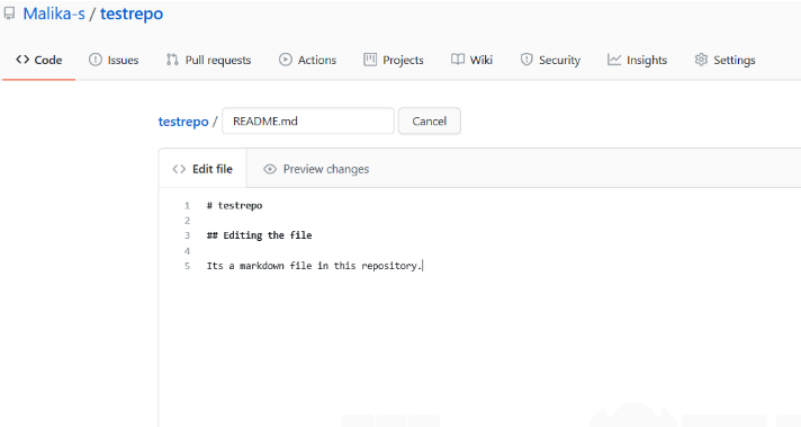 Malika-s / testrepo
<> Code Issues Pull requests Actions Projects Wiki Security Insights Settings
testrepo / README.md Cancel
<> Edit file Preview changes
1 # testrepo
2
3 ## Editing the file
4
5 Its a markdown file in this repository.